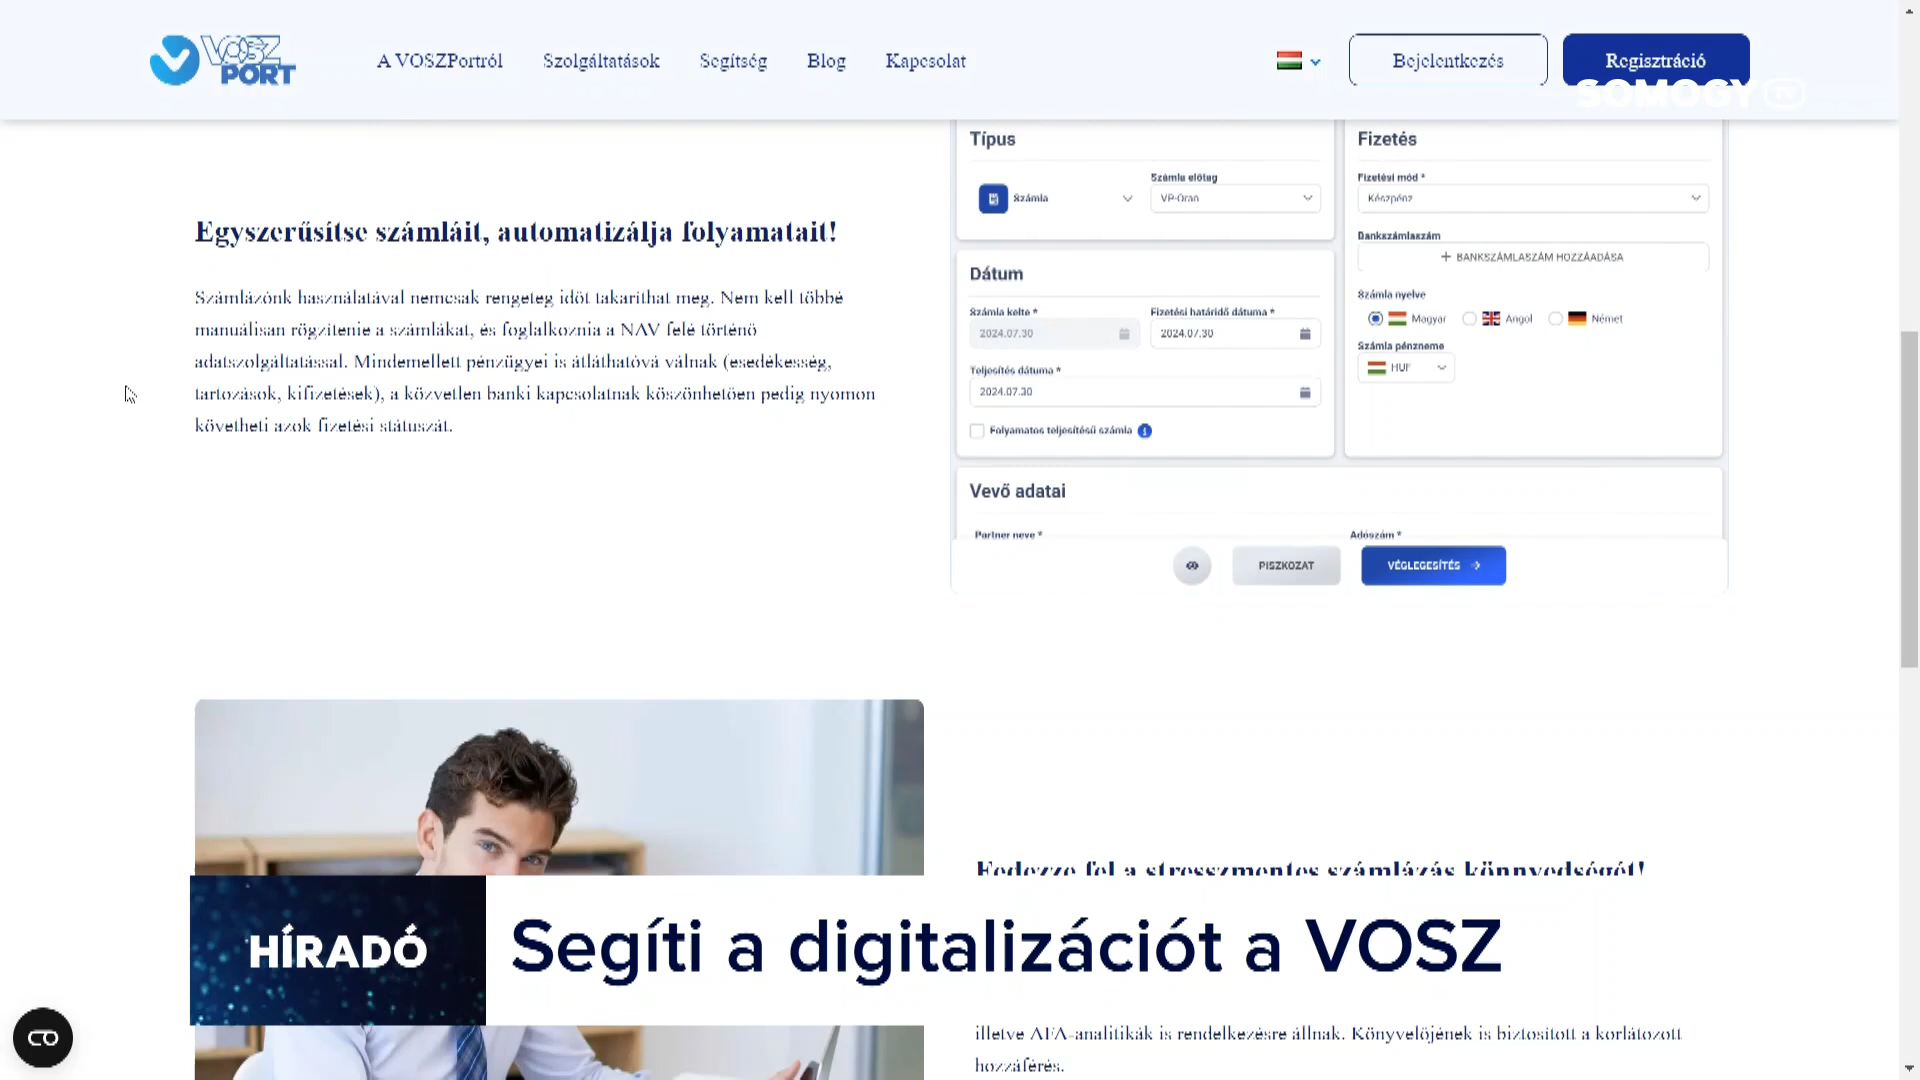 VOSZ PORT
A VOSZPortról
Szolgáltatások
Segítség
Blog
Kapcsolat
Bejelentkezés
Regisztráció
SOMOGY TV
Egyszerűsítse számláit, automatizálja folyamatait!
Számlázónk használatával nemcsak rengeteg időt takaríthat meg. Nem kell többé
manuálisan rögzítenie a számlákat, és foglalkoznia a NAV felé történő
adatszolgáltatással. Mindemellett pénzügyei is átláthatóvá válnak (esedékesség,
tartozások, kifizetések), a közvetlen banki kapcsolatnak köszönhetően pedig nyomon
követheti azok fizetési státuszát.
Típus
Számla
Számla előtag
VP-Oran
Dátum
Számla kelte *
2024.07.30
Fizetési határidő dátuma *
2024.07.30
Teljesítés dátuma *
2024.07.30
Folyamatos teljesítésű számla
Fizetés
Fizetési mód *
Készpénz
Bankszámlaszám
+ BANKSZÁMLASZÁM HOZZÁADÁSA
Számla nyelve
Magyar
Angol
Német
Számla pénzneme
HUF
Vevő adatai
Partner neve *
Adószám *
PISZKOZAT
VÉGLEGESÍTÉS
Fedezze fel a stresszmentes számlázás könnyedségét!
HÍRADÓ
Segíti a digitalizációt a VOSZ
illetve ÁFA-analitikák is rendelkezésre állnak. Könyvelőjének is biztosított a korlátozott
hozzáférés.